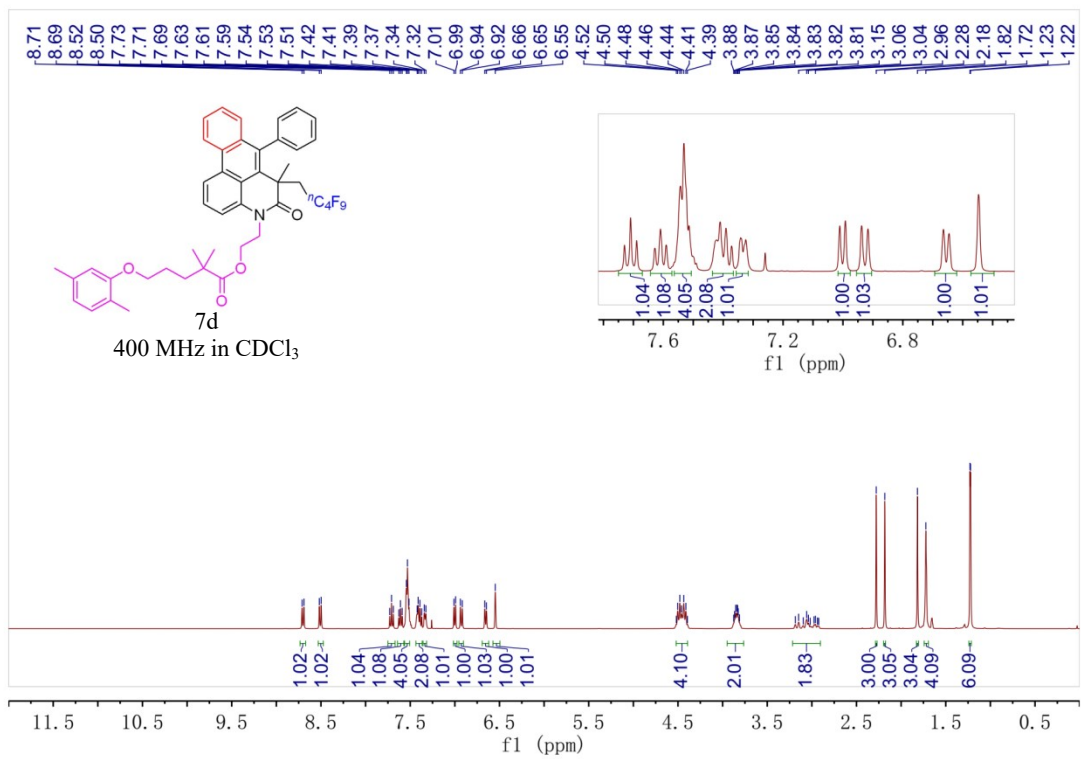 8.71 8.69 8.52 8.50 7.73 7.71 7.69 7.63 7.61 7.59 7.54 7.53 7.51 7.42 7.41 7.39 7.37 7.34 7.32 7.01 6.99 6.94 6.92 6.66 6.65 6.55 4.52 4.50 4.48 4.46 4.44 4.41 4.39 3.88 3.87 3.85 3.84 3.83 3.82 3.81 3.15 3.06 3.04 2.96 2.28 2.18 1.82 1.72 1.23 1.22
nC4F9
N
O
O
O
O
7d
400 MHz in CDCl3
1.04 1.08 4.05 2.08 1.01 1.00 1.03 1.00 1.01
7.6 7.2 6.8
f1 (ppm)
1.02 1.02 1.04 1.08 4.05 2.08 1.01 1.00 1.03 1.00 1.01 4.10 2.01 1.83 3.00 3.05 3.04 4.09 6.09
11.5 10.5 9.5 8.5 7.5 6.5 5.5 4.5 3.5 2.5 1.5 0.5
f1 (ppm)